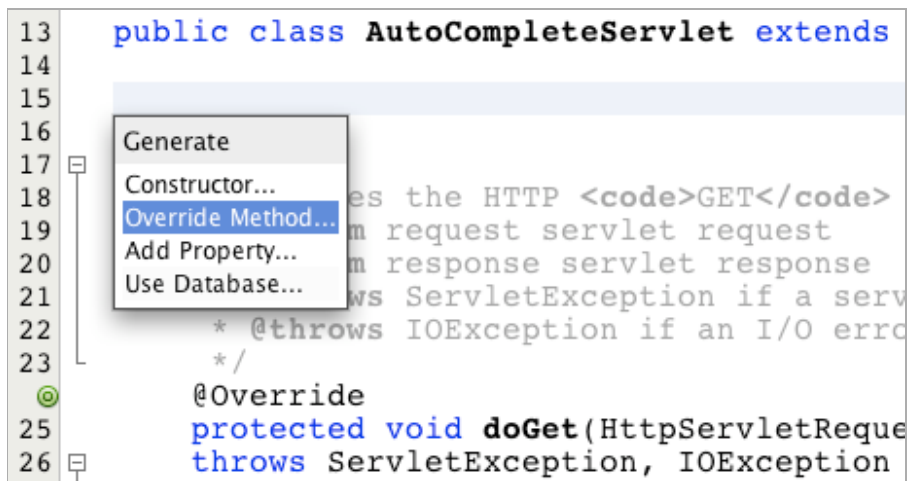 13 public class AutoCompleteServlet extends
14
15
16
Generate
17
Constructor...
18 es the HTTP <code>GET</code>
Override Method...
19 m request servlet request
Add Property...
20 m response servlet response
Use Database...
21 ws ServletException if a serv
22 * @throws IOException if an I/O erro
23 */
@Override
25 protected void doGet(HttpServletReque
26 throws ServletException, IOException